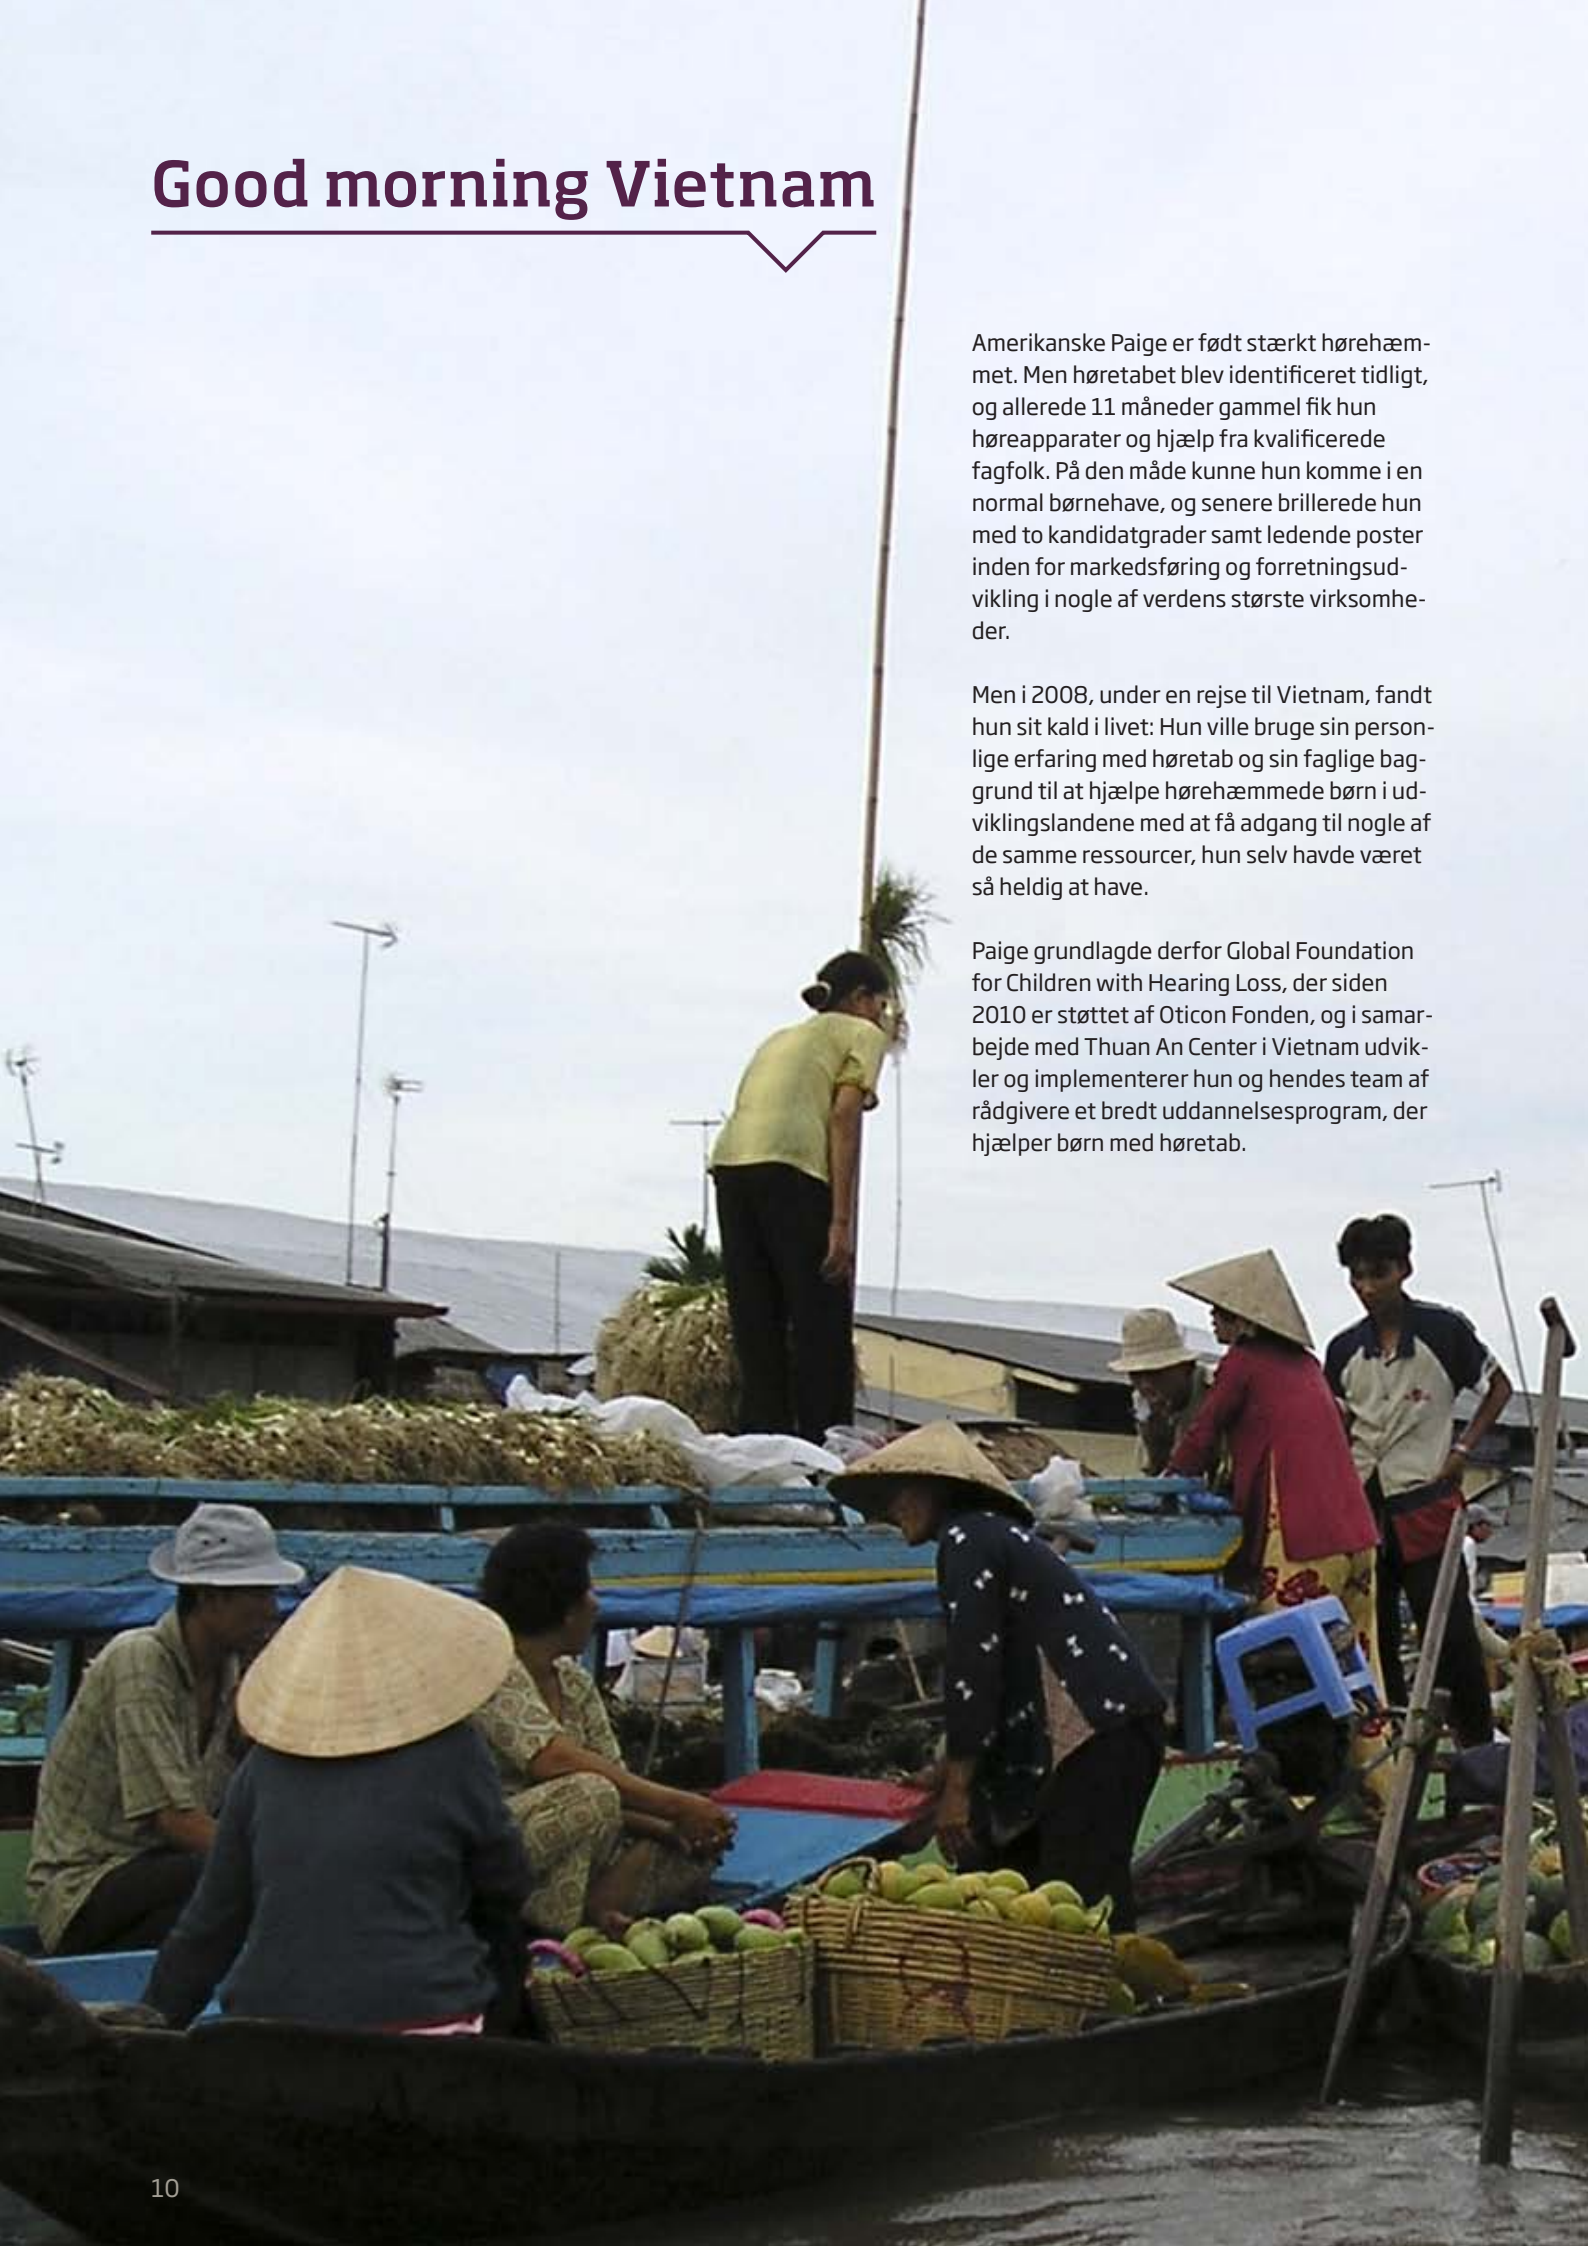 Good morning Vietnam
Amerikanske Paige er født stærkt hørehæm-
met. Men høretabet blev identificeret tidligt,
og allerede 11 måneder gammel fik hun
høreapparater og hjælp fra kvalificerede
fagfolk. På den måde kunne hun komme i en
normal børnehave, og senere brillerede hun
med to kandidatgrader samt ledende poster
inden for markedsføring og forretningsud-
vikling i nogle af verdens største virksomhe-
der.
Men i 2008, under en rejse til Vietnam, fandt
hun sit kald i livet: Hun ville bruge sin person-
lige erfaring med høretab og sin faglige bag-
grund til at hjælpe hørehæmmede børn i ud-
viklingslandene med at få adgang til nogle af
de samme ressourcer, hun selv havde været
så heldig at have.
Paige grundlagde derfor Global Foundation
for Children with Hearing Loss, der siden
2010 er støttet af Oticon Fonden, og i samar-
bejde med Thuan An Center i Vietnam udvik-
ler og implementerer hun og hendes team af
rådgivere et bredt uddannelsesprogram, der
hjælper børn med høretab.
10